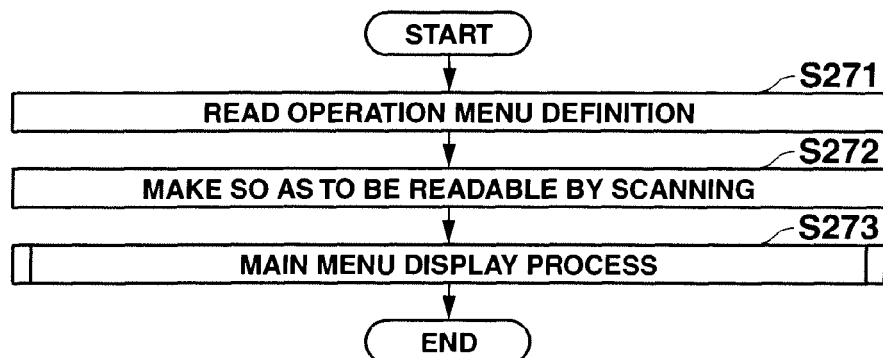 START
S271
READ OPERATION MENU DEFINITION
S272
MAKE SO AS TO BE READABLE BY SCANNING
S273
MAIN MENU DISPLAY PROCESS
END